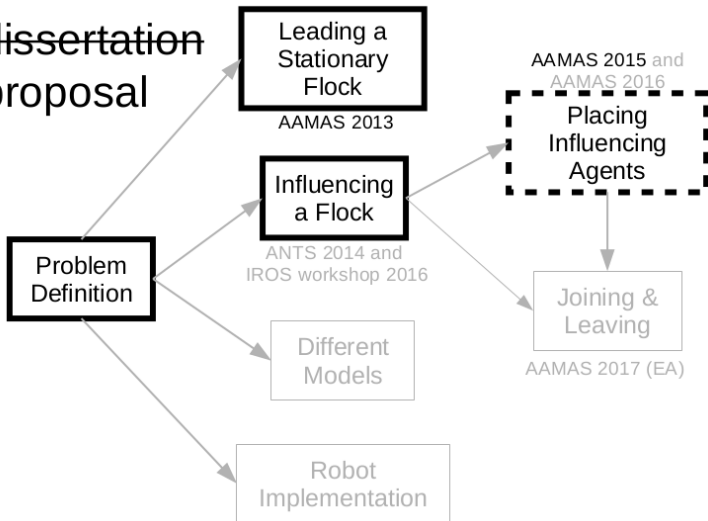 dissertation
proposal
Leading a
Stationary
Flock
AAMAS 2013
AAMAS 2015 and
AAMAS 2016
Placing
Influencing
Agents
Influencing
a Flock
ANTS 2014 and
IROS workshop 2016
Problem
Definition
Joining &
Leaving
AAMAS 2017 (EA)
Different
Models
Robot
Implementation